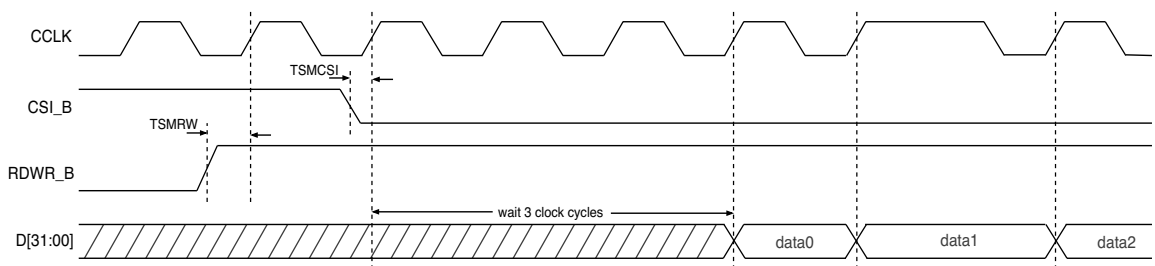 CCLK
TSMCSI
CSI_B
TSMRW
RDWR_B
wait 3 clock cycles
D[31:00]
data0
data1
data2